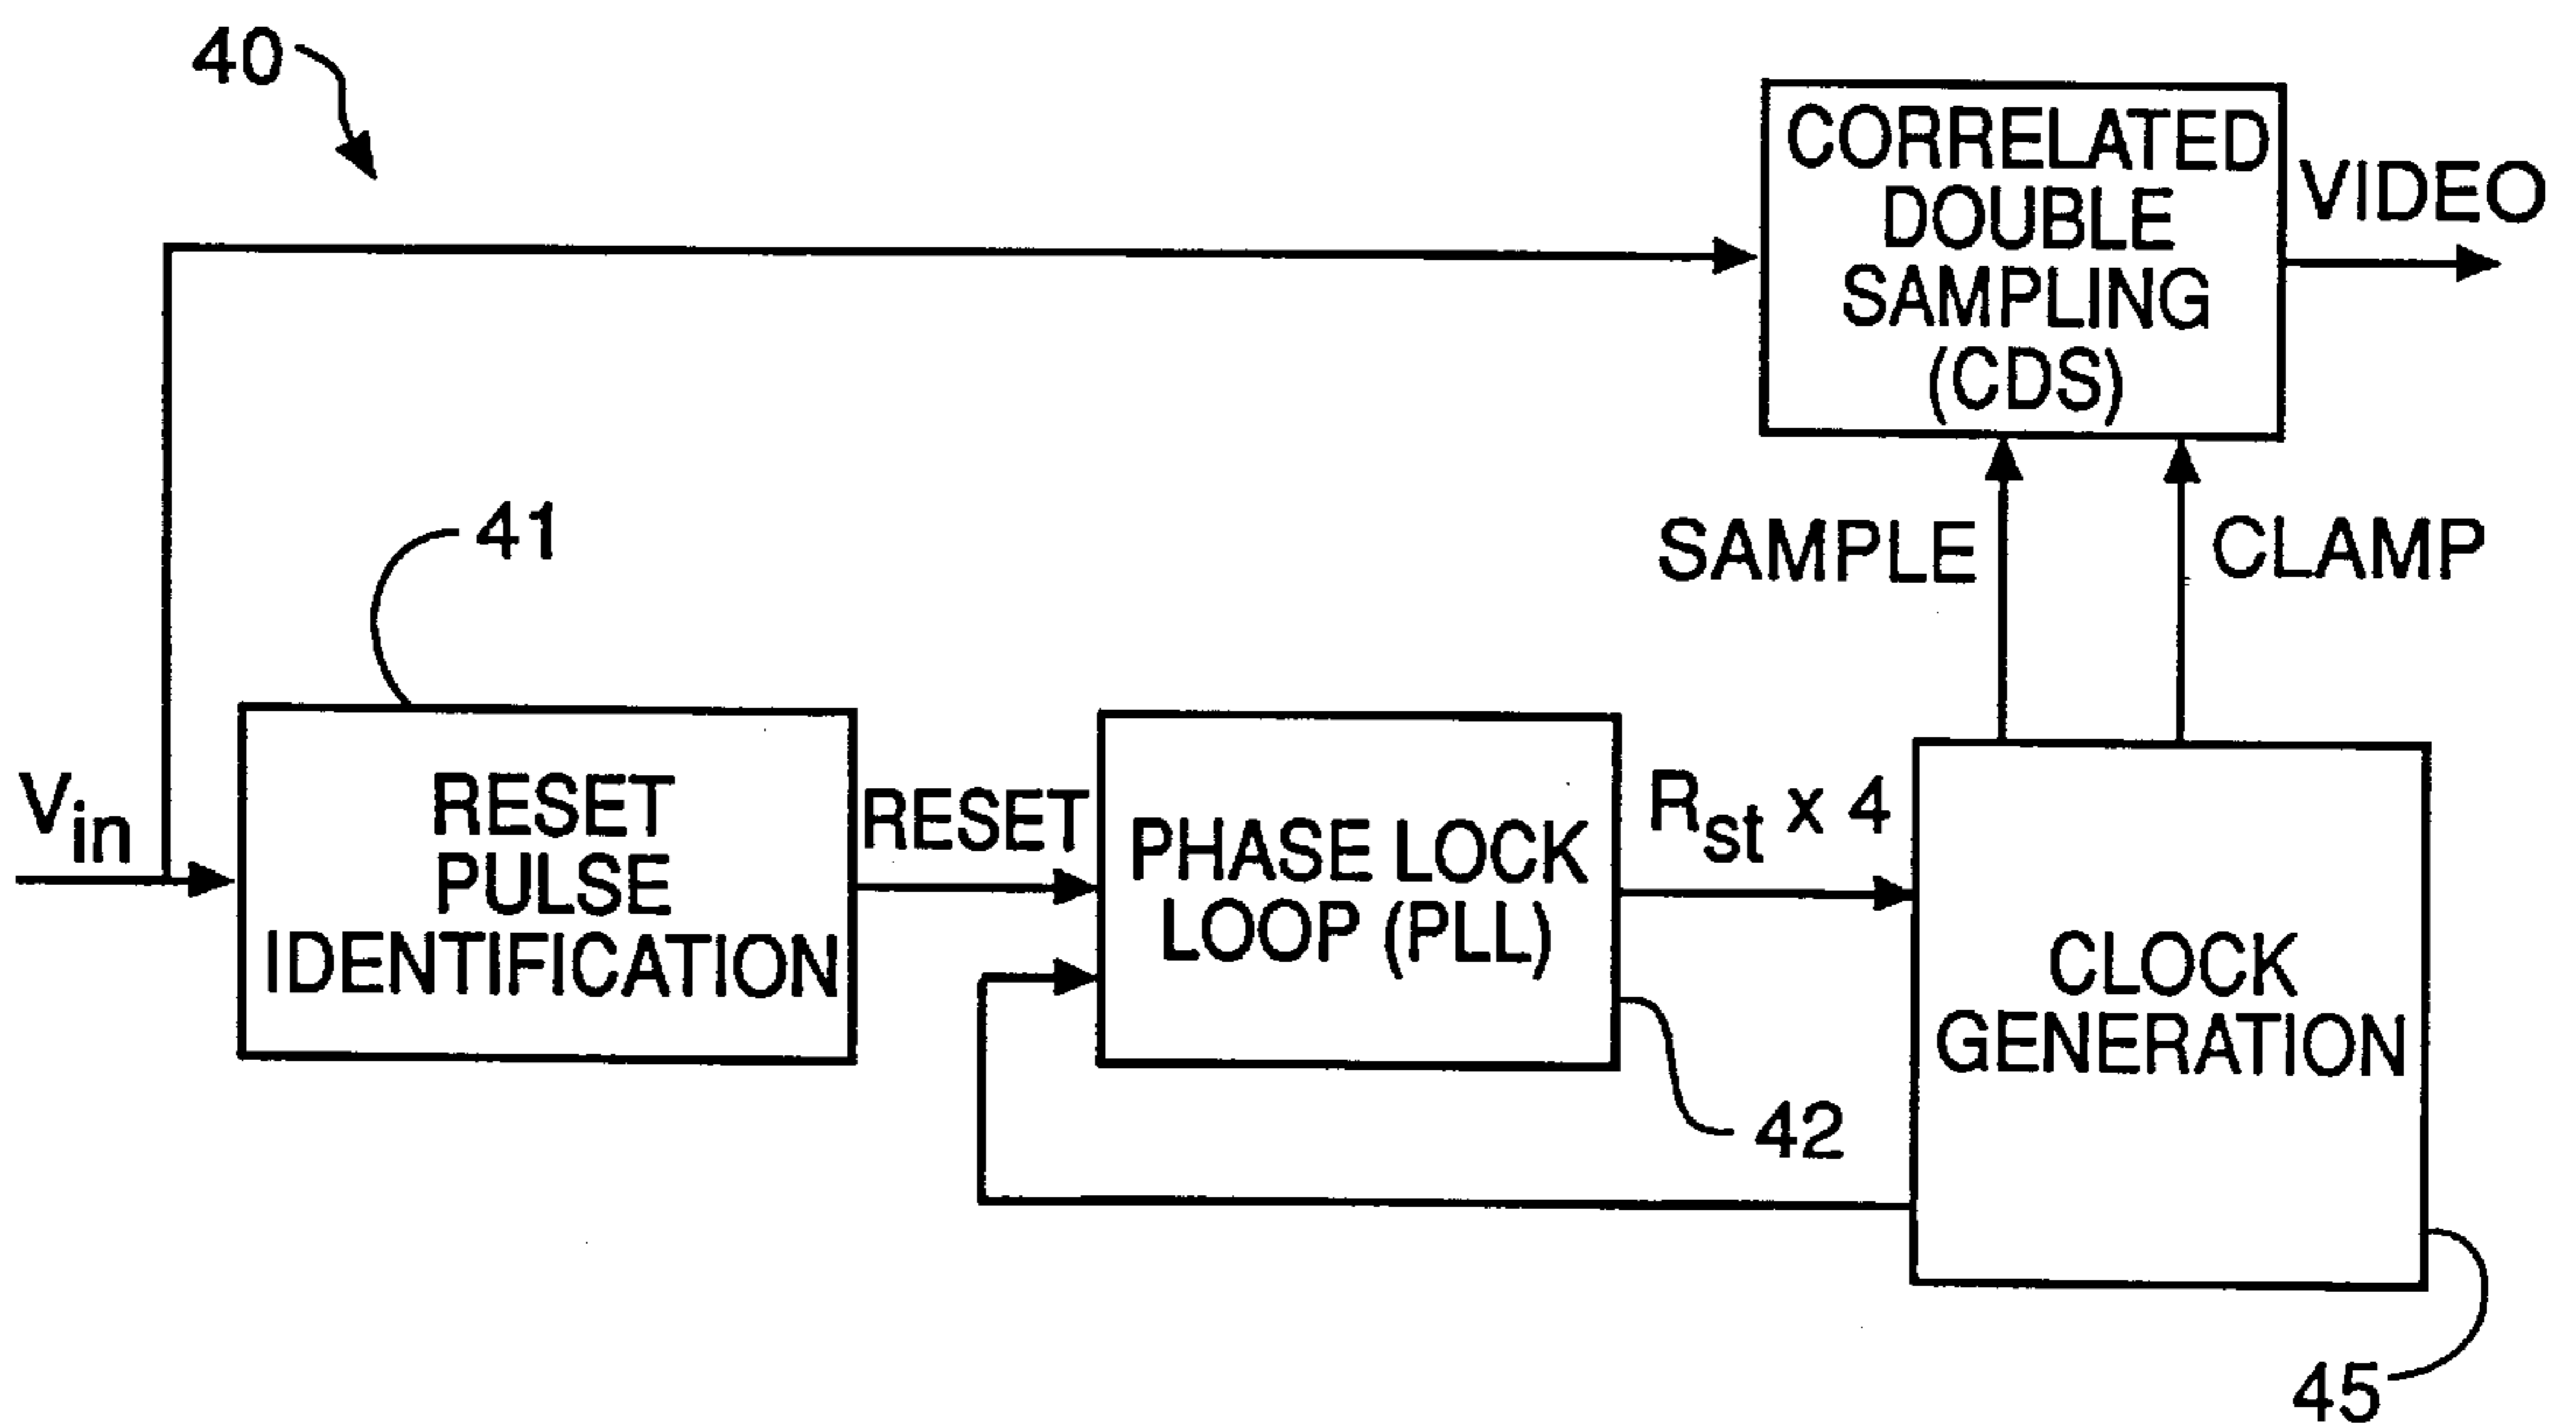 40
CORRELATED
DOUBLE
SAMPLING
(CDS)
VIDEO
41
SAMPLE
CLAMP
Vin
RESET
PULSE
IDENTIFICATION
RESET
PHASE LOCK
LOOP (PLL)
Rst x 4
CLOCK
GENERATION
42
45